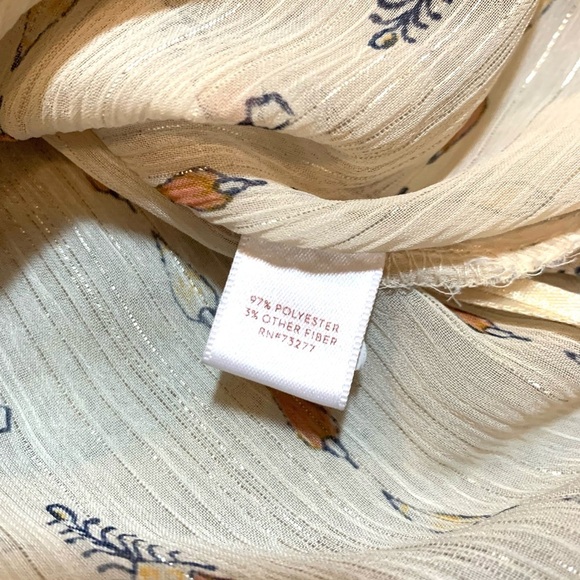 97% POLYESTER
3% OTHER FIBER
RN#73277